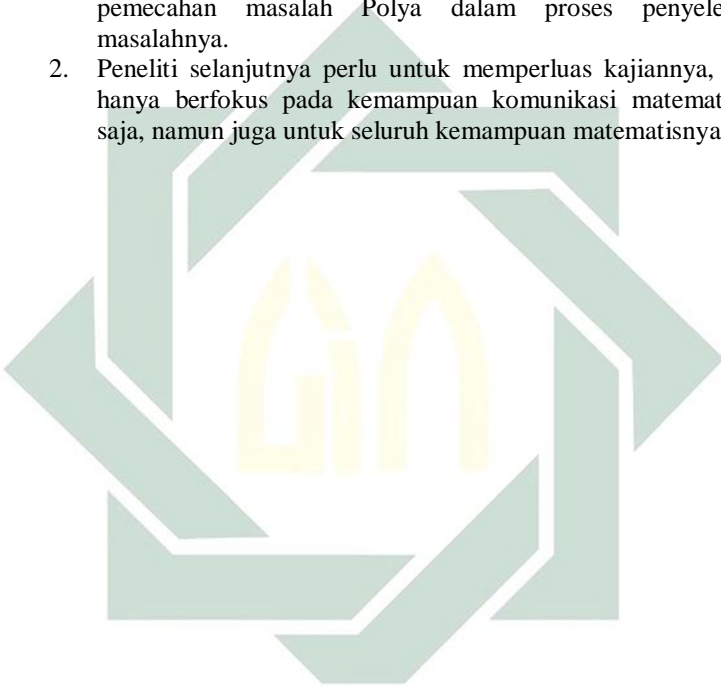 pemecahan masalah Polya dalam proses penyele
masalahnya.
2. Peneliti selanjutnya perlu untuk memperluas kajiannya,
hanya berfokus pada kemampuan komunikasi matemat
saja, namun juga untuk seluruh kemampuan matematisnya